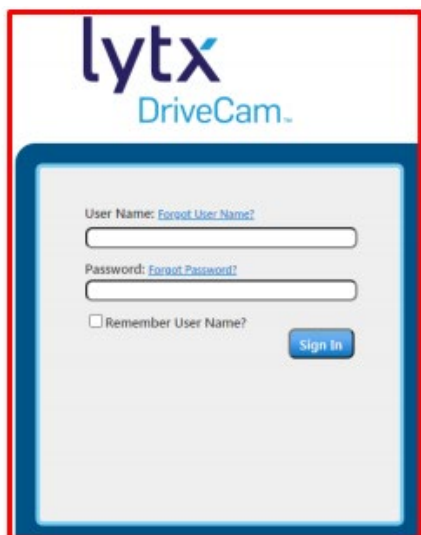 lytx
DriveCam™
User Name: Forgot User Name?
Password: Forgot Password?
Remember User Name?
Sign In